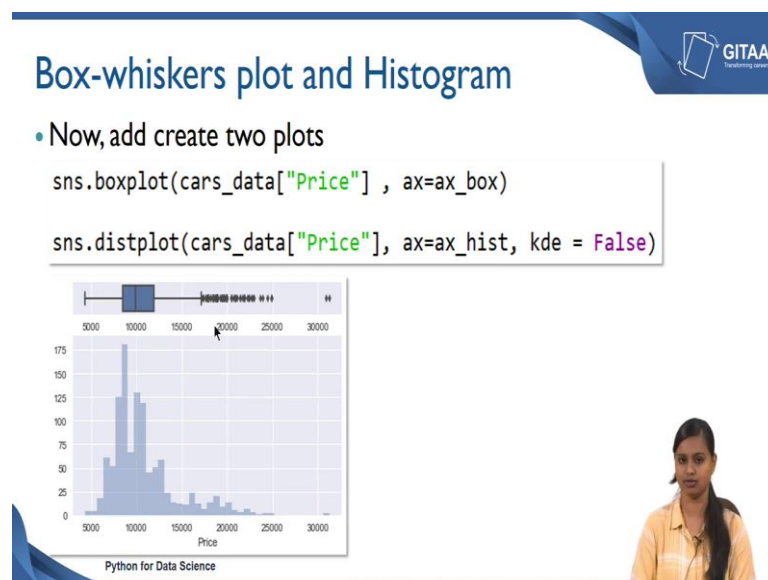 GITAA
Box-whiskers plot and Histogram
• Now, add create two plots
sns.boxplot(cars_data["Price"] , ax=ax_box)
sns.distplot(cars_data["Price"], ax=ax_hist, kde = False)
5000 10000 15000 20000 25000 30000
175
150
125
100
75
50
25
0
5000 10000 15000 20000 25000 30000
Price
Python for Data Science